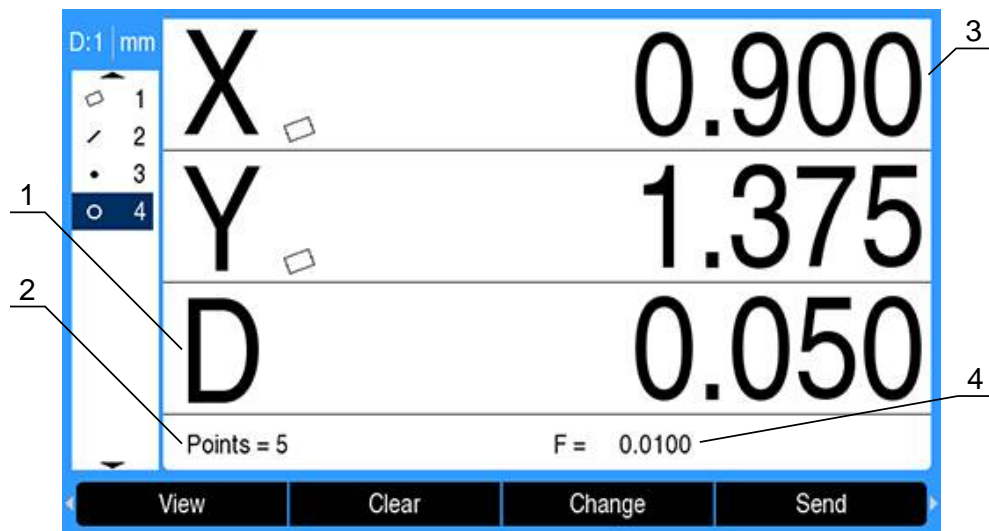 D:1 mm
1
2
3
4
X 0.900
Y 1.375
D 0.050
Points = 5 F = 0.0100
View Clear Change Send
1
2
3
4